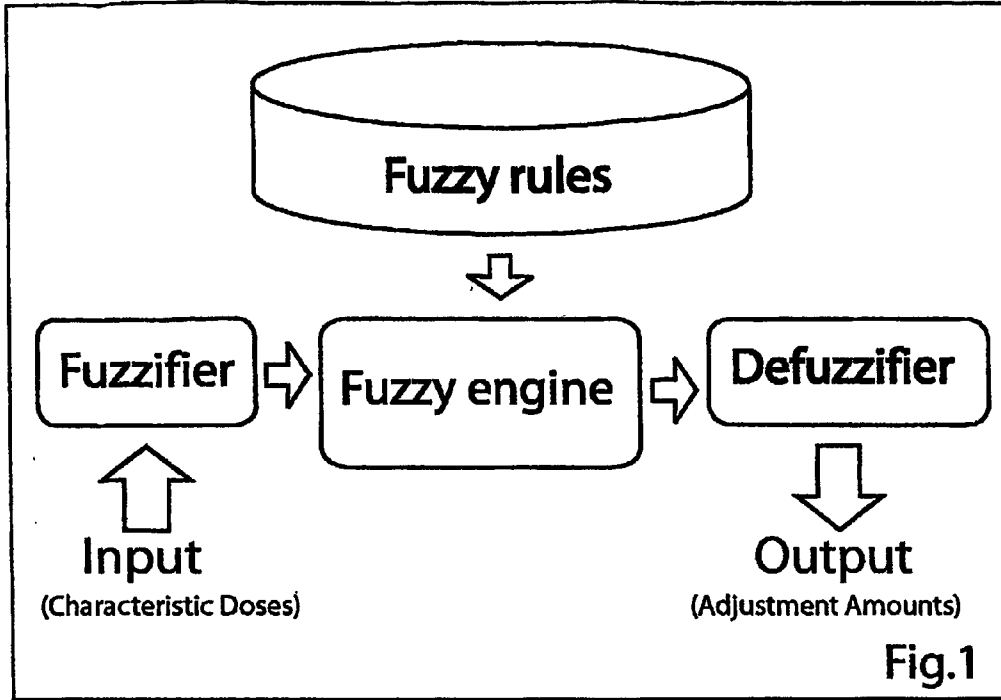 Fuzzy rules
Fuzzifier
Fuzzy engine
Defuzzifier
Input
(Characteristic Doses)
Output
(Adjustment Amounts)
Fig.1